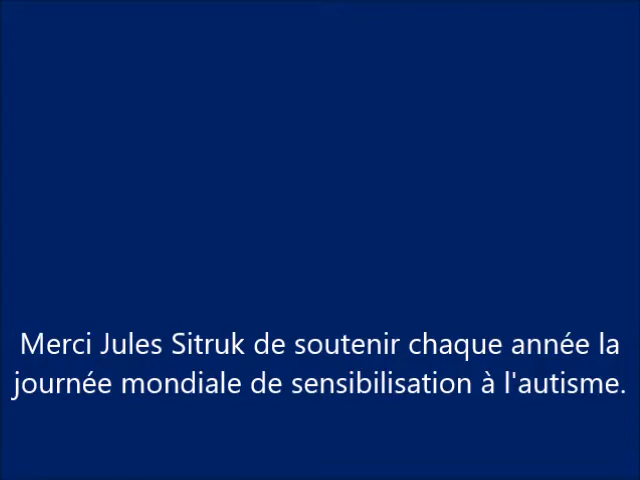 Merci Jules Sitruk de soutenir chaque année la
journée mondiale de sensibilisation à l'autisme.